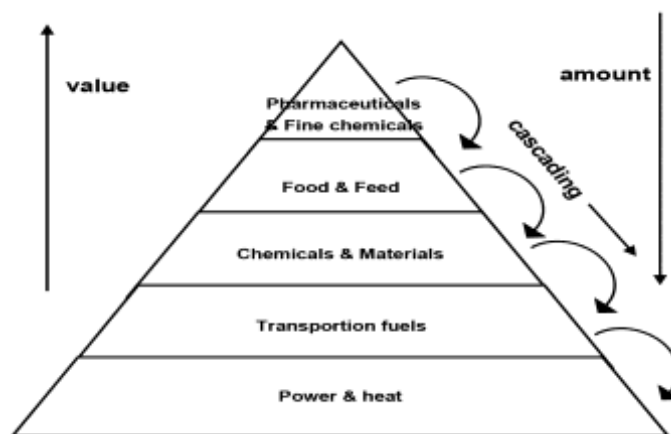 value
amount
Pharmaceuticals
& Fine chemicals
cascading
Food & Feed
Chemicals & Materials
Transportion fuels
Power & heat